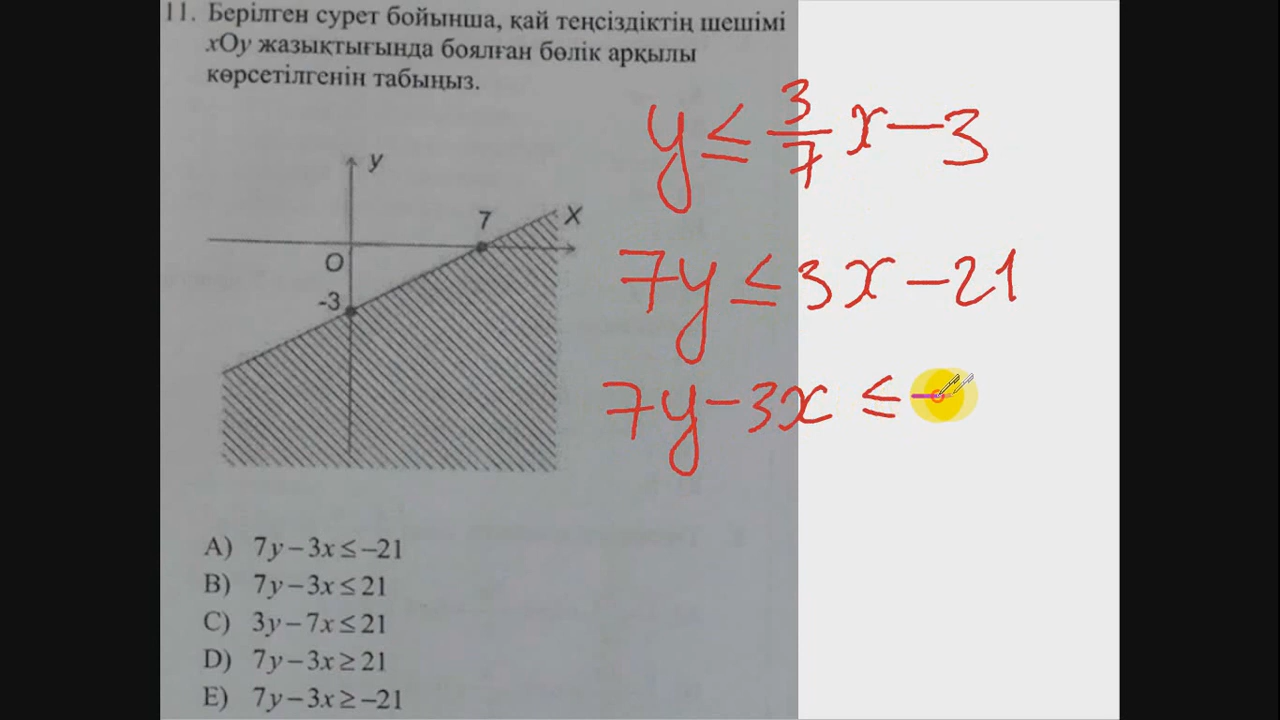 11. Берілген сурет бойынша, қай теңсіздіктің шешімі
xOy жазықтығында боялған бөлік арқылы
көрсетілгенін табыңыз.
y
7
X
O
-3
A) 7y − 3x ≤ −21
B) 7y − 3x ≤ 21
C) 3y − 7x ≤ 21
D) 7y − 3x ≥ 21
E) 7y − 3x ≥ −21
y ≤ 3/7 x − 3
7y ≤ 3x − 21
7y − 3x ≤ −